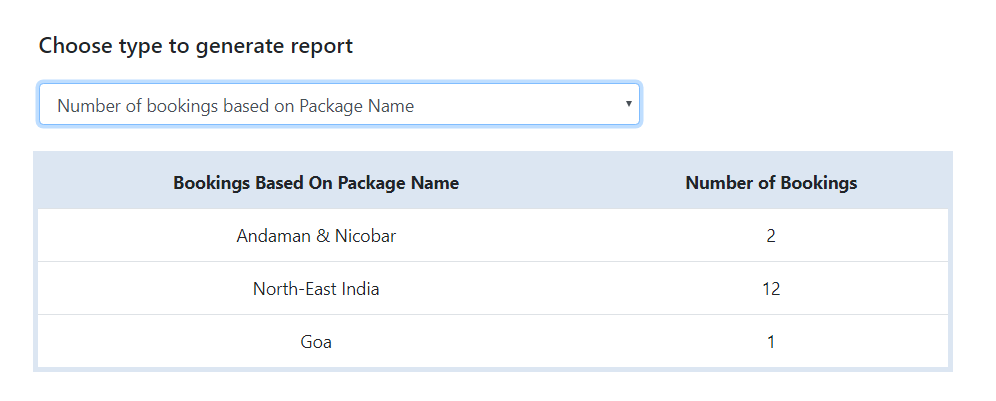 Choose type to generate report
Number of bookings based on Package Name
Bookings Based On Package Name Number of Bookings
Andaman & Nicobar 2
North-East India 12
Goa 1